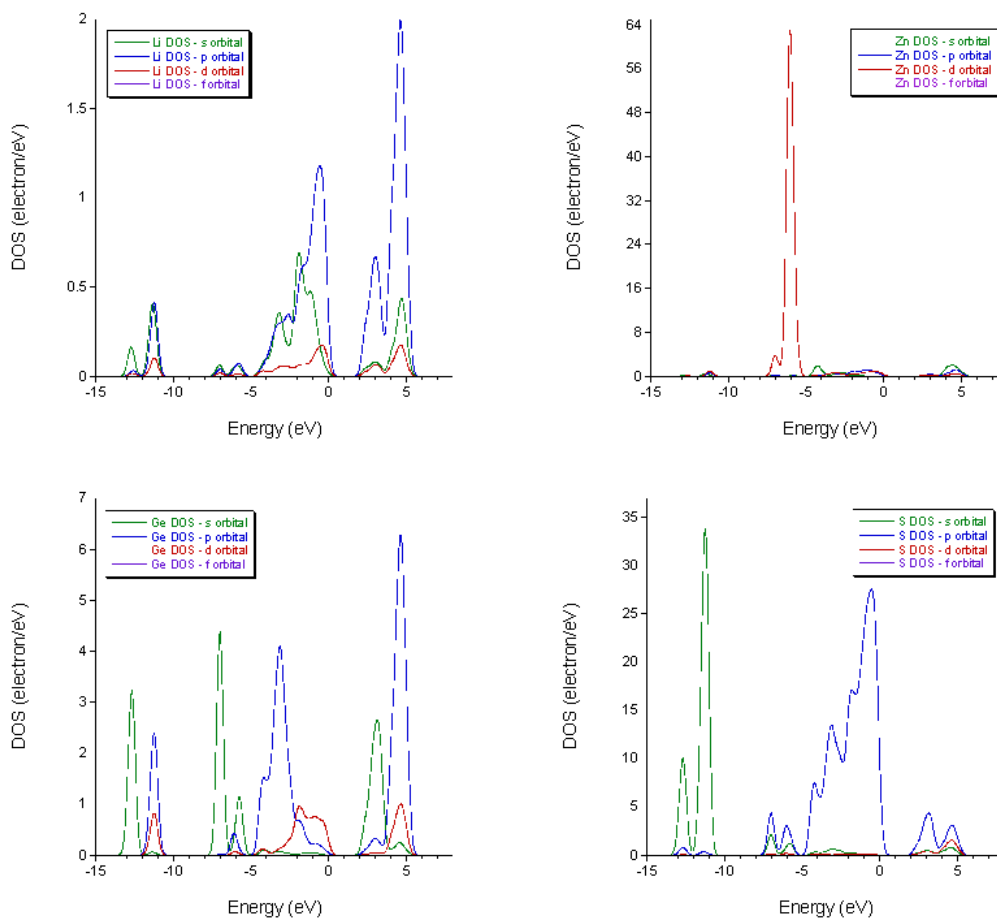 2
1.5
1
0.5
0
DOS (electron/eV)
-15 -10 -5 0 5
Energy (eV)
Li DOS - s orbital
Li DOS - p orbital
Li DOS - d orbital
Li DOS - f orbital
64
56
48
40
32
24
16
8
0
DOS (electron/eV)
-15 -10 -5 0 5
Energy (eV)
Zn DOS - s orbital
Zn DOS - p orbital
Zn DOS - d orbital
Zn DOS - f orbital
7
6
5
4
3
2
1
0
DOS (electron/eV)
-15 -10 -5 0 5
Energy (eV)
Ge DOS - s orbital
Ge DOS - p orbital
Ge DOS - d orbital
Ge DOS - f orbital
35
30
25
20
15
10
5
0
DOS (electron/eV)
-15 -10 -5 0 5
Energy (eV)
S DOS - s orbital
S DOS - p orbital
S DOS - d orbital
S DOS - f orbital